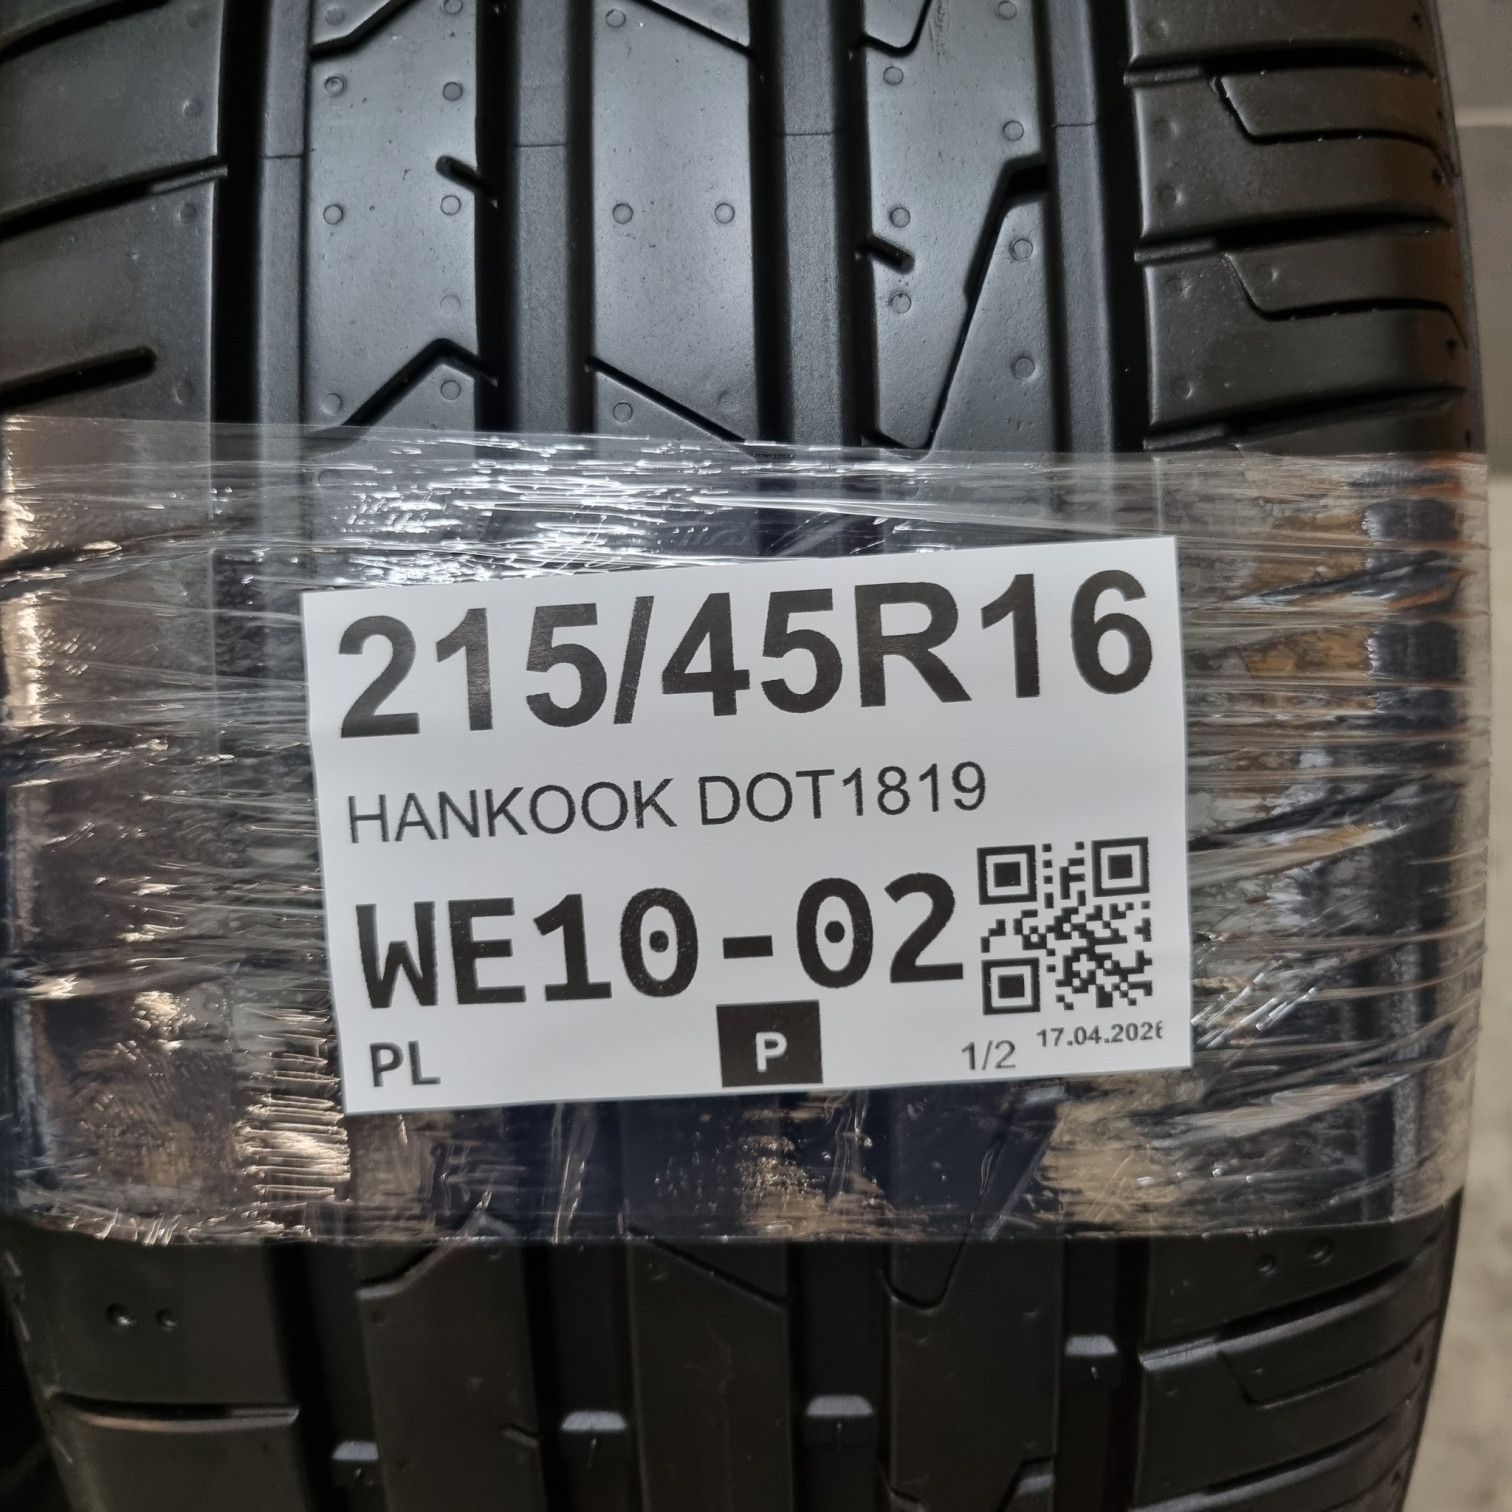 215/45R16
HANKOOK DOT1819
WE10-02
PL
P
1/2
17.04.2026